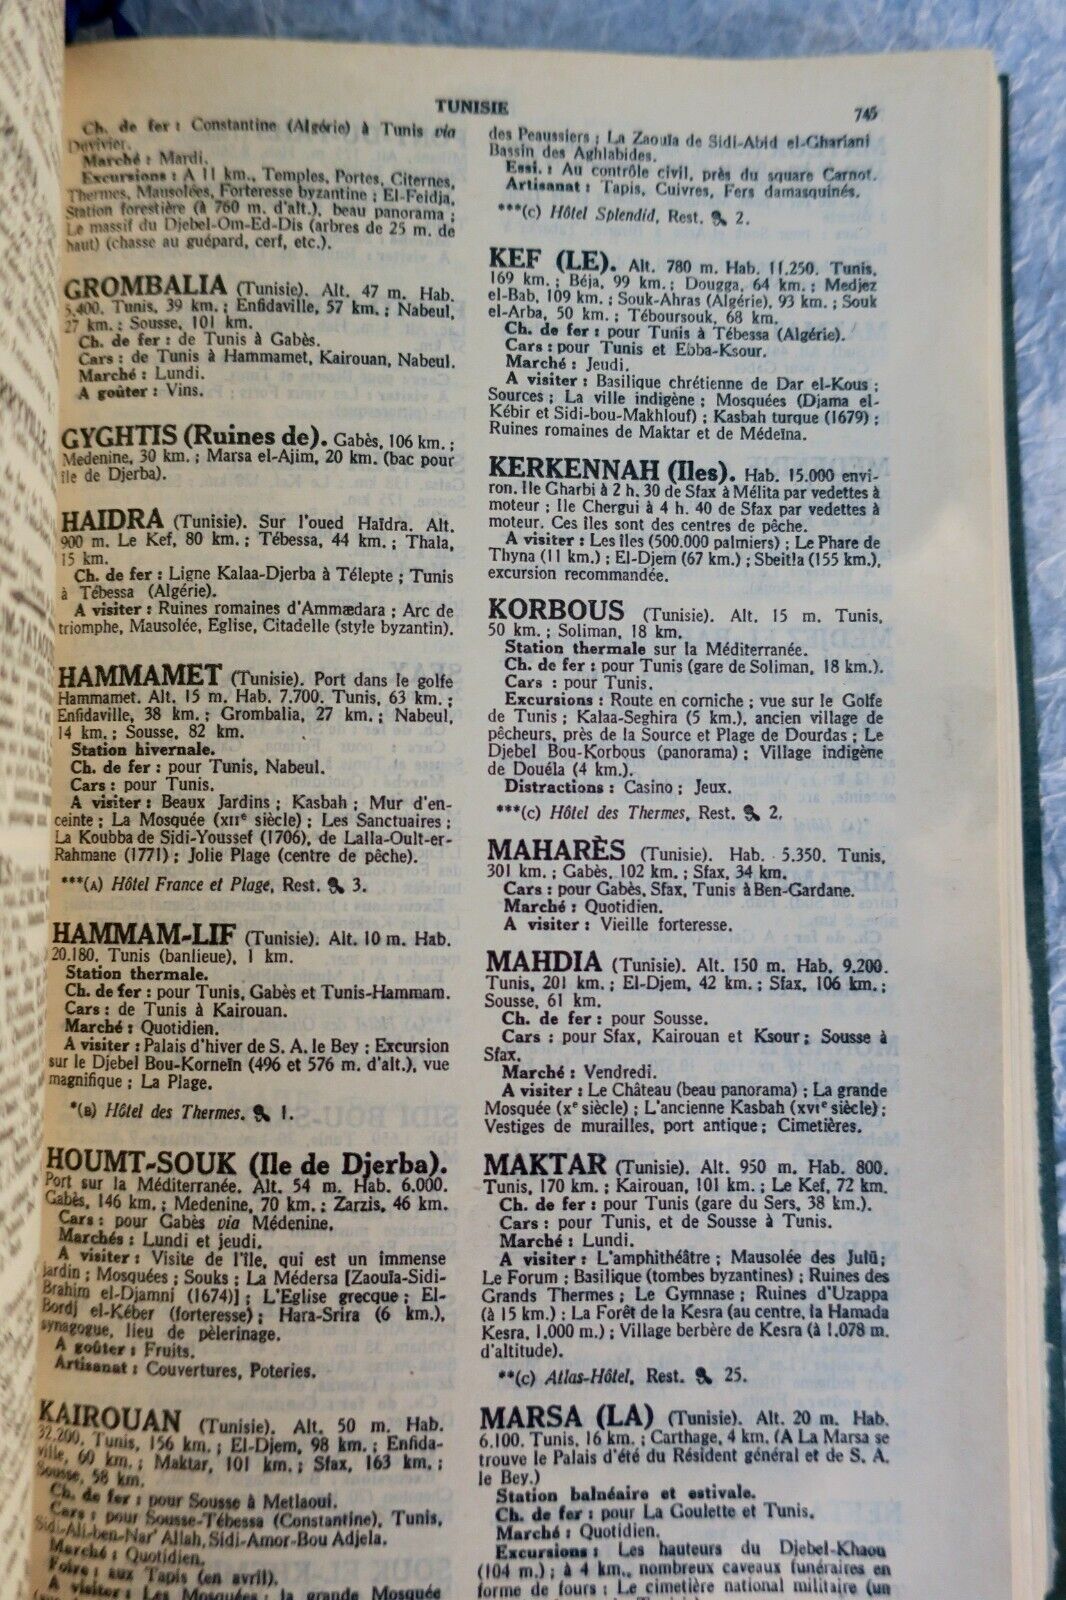 TUNISIE
745
Ch. de fer : Constantine (Algérie) à Tunis via
Duvivier.
Marché : Mardi.
Excursions : A 11 km., Temples, Portes, Citernes,
Thermes, Mausolées, Forteresse byzantine ; El-Feidja,
Station forestière (à 760 m. d'alt.), beau panorama ;
Le massif du Djebel-Om-Ed-Dis (arbres de 25 m. de
haut) (chasse au guépard, cerf, etc.).
GROMBALIA (Tunisie). Alt. 47 m. Hab.
5.400. Tunis, 39 km. ; Enfidaville, 57 km. ; Nabeul,
27 km. ; Sousse, 101 km.
Ch. de fer : de Tunis à Gabès.
Cars : de Tunis à Hammamet, Kairouan, Nabeul.
Marché : Lundi.
A goûter : Vins.
GYGHTIS (Ruines de). Gabès, 106 km. ;
Medenine, 30 km. ; Marsa el-Ajim, 20 km. (bac pour
île de Djerba).
HAIDRA (Tunisie). Sur l'oued Haïdra. Alt.
900 m. Le Kef, 80 km. ; Tébessa, 44 km. ; Thala,
15 km.
Ch. de fer : Ligne Kalaa-Djerba à Télepte ; Tunis
à Tébessa (Algérie).
A visiter : Ruines romaines d'Ammædara ; Arc de
triomphe, Mausolée, Eglise, Citadelle (style byzantin).
HAMMAMET (Tunisie). Port dans le golfe
Hammamet. Alt. 15 m. Hab. 7.700. Tunis, 63 km. ;
Enfidaville, 38 km. ; Grombalia, 27 km. ; Nabeul,
14 km. ; Sousse, 82 km.
Station hivernale.
Ch. de fer : pour Tunis, Nabeul.
Cars : pour Tunis.
A visiter : Beaux Jardins ; Kasbah ; Mur d'en-
ceinte ; La Mosquée (XIIe siècle) ; Les Sanctuaires ;
La Koubba de Sidi-Youssef (1706), de Lalla-Oult-er-
Rahmane (1771) ; Jolie Plage (centre de pêche).
***(A) Hôtel France et Plage, Rest. 3.
HAMMAM-LIF (Tunisie). Alt. 10 m. Hab.
20.180. Tunis (banlieue), 1 km.
Station thermale.
Ch. de fer : pour Tunis, Gabès et Tunis-Hammam.
Cars : de Tunis à Kairouan.
Marché : Quotidien.
A visiter : Palais d'hiver de S. A. le Bey ; Excursion
sur le Djebel Bou-Korneïn (496 et 576 m. d'alt.), vue
magnifique ; La Plage.
*(B) Hôtel des Thermes. 1.
HOUMT-SOUK (Ile de Djerba).
Port sur la Méditerranée. Alt. 54 m. Hab. 6.000.
Gabès, 146 km. ; Medenine, 70 km. ; Zarzis, 46 km.
Cars : pour Gabès via Médenine.
Marchés : Lundi et jeudi.
A visiter : Visite de l'île, qui est un immense
jardin ; Mosquées ; Souks ; La Médersa [Zaouïa-Sidi-
Brahim el-Djamni (1674)] ; L'Eglise grecque ; El-
Bordj el-Kéber (forteresse) ; Hara-Srira (6 km.),
synagogue, lieu de pèlerinage.
A goûter : Fruits.
Artisanat : Couvertures, Poteries.
KAIROUAN (Tunisie). Alt. 50 m. Hab.
32.200. Tunis, 156 km. ; El-Djem, 98 km. ; Enfida-
ville, 60 km. ; Maktar, 101 km. ; Sfax, 163 km. ;
Sousse, 58 km.
Ch. de fer : pour Sousse à Metlaoui.
Cars : pour Sousse-Tébessa (Constantine), Tunis,
Sidi-Ali-ben-Nar' Allah, Sidi-Amor-Bou Adjela.
Marché : Quotidien.
Foire : aux Tapis (en avril).
A visiter : Les Mosquées ; la grande Mosquée
des Peaussiers ; La Zaouïa de Sidi-Abid el-Ghariani
Bassin des Aghlabides.
Essi. : Au contrôle civil, près du square Carnot.
Artisanat : Tapis, Cuivres, Fers damasquinés.
***(C) Hôtel Splendid, Rest. 2.
KEF (LE). Alt. 780 m. Hab. 11.250. Tunis,
169 km. ; Béja, 99 km. ; Dougga, 64 km. ; Medjez
el-Bab, 109 km. ; Souk-Ahras (Algérie), 93 km. ; Souk
el-Arba, 50 km. ; Téboursouk, 68 km.
Ch. de fer : pour Tunis à Tébessa (Algérie).
Cars : pour Tunis et Ebba-Ksour.
Marché : Jeudi.
A visiter : Basilique chrétienne de Dar el-Kous ;
Sources ; La ville indigène ; Mosquées (Djama el-
Kébir et Sidi-bou-Makhlouf) ; Kasbah turque (1679) ;
Ruines romaines de Maktar et de Médeïna.
KERKENNAH (Iles). Hab. 15.000 envi-
ron. Ile Gharbi à 2 h. 30 de Sfax à Mélita par vedettes à
moteur ; Ile Chergui à 4 h. 40 de Sfax par vedettes à
moteur. Ces îles sont des centres de pêche.
A visiter : Les îles (500.000 palmiers) ; Le Phare de
Thyna (11 km.) ; El-Djem (67 km.) ; Sbeïtla (155 km.),
excursion recommandée.
KORBOUS (Tunisie). Alt. 15 m. Tunis,
50 km. ; Soliman, 18 km.
Station thermale sur la Méditerranée.
Ch. de fer : pour Tunis (gare de Soliman, 18 km.).
Cars : pour Tunis.
Excursions : Route en corniche ; vue sur le Golfe
de Tunis ; Kalaa-Seghira (5 km.), ancien village de
pêcheurs, près de la Source et Plage de Dourdas ; Le
Djebel Bou-Korbous (panorama) ; Village indigène
de Douéla (4 km.).
Distractions : Casino ; Jeux.
***(C) Hôtel des Thermes, Rest. 2.
MAHARÈS (Tunisie). Hab. 5.350. Tunis,
301 km. ; Gabès, 102 km. ; Sfax, 34 km.
Cars : pour Gabès, Sfax, Tunis à Ben-Gardane.
Marché : Quotidien.
A visiter : Vieille forteresse.
MAHDIA (Tunisie). Alt. 150 m. Hab. 9.200.
Tunis, 201 km. ; El-Djem, 42 km. ; Sfax, 106 km. ;
Sousse, 61 km.
Ch. de fer : pour Sousse.
Cars : pour Sfax, Kairouan et Ksour ; Sousse à
Sfax.
Marché : Vendredi.
A visiter : Le Château (beau panorama) ; La grande
Mosquée (Xe siècle) ; L'ancienne Kasbah (XVIe siècle) ;
Vestiges de murailles, port antique ; Cimetières.
MAKTAR (Tunisie). Alt. 950 m. Hab. 800.
Tunis, 170 km. ; Kairouan, 101 km. ; Le Kef, 72 km.
Ch. de fer : pour Tunis (gare du Sers, 38 km.).
Cars : pour Tunis, et de Sousse à Tunis.
Marché : Lundi.
A visiter : L'amphithéâtre ; Mausolée des Julü ;
Le Forum ; Basilique (tombes byzantines) ; Ruines des
Grands Thermes ; Le Gymnase ; Ruines d'Uzappa
(à 15 km.) ; La Forêt de la Kesra (au centre, la Hamada
Kesra, 1.000 m.) ; Village berbère de Kesra (à 1.078 m.
d'altitude).
**(C) Atlas-Hôtel, Rest. 25.
MARSA (LA) (Tunisie). Alt. 20 m. Hab.
6.100. Tunis, 16 km. ; Carthage, 4 km. (A La Marsa se
trouve le Palais d'été du Résident général et de S. A.
le Bey.)
Station balnéaire et estivale.
Ch. de fer : pour La Goulette et Tunis.
Marché : Quotidien.
Excursions : Les hauteurs du Djebel-Khaou
(104 m.) ; à 4 km., nombreux caveaux funéraires en
forme de fours ; Le cimetière national militaire (un